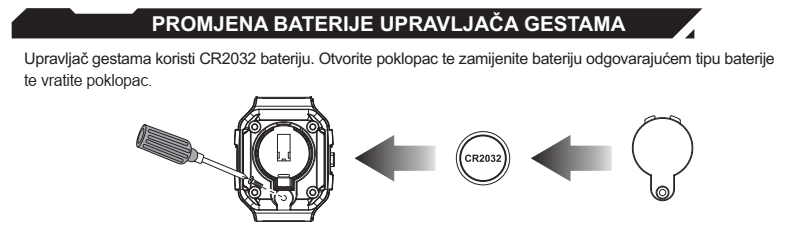 PROMJENA BATERIJE UPRAVLJAČA GESTAMA
Upravljač gestama koristi CR2032 bateriju. Otvorite poklopac te zamijenite bateriju odgovarajućem tipu baterije
te vratite poklopac.
CR2032